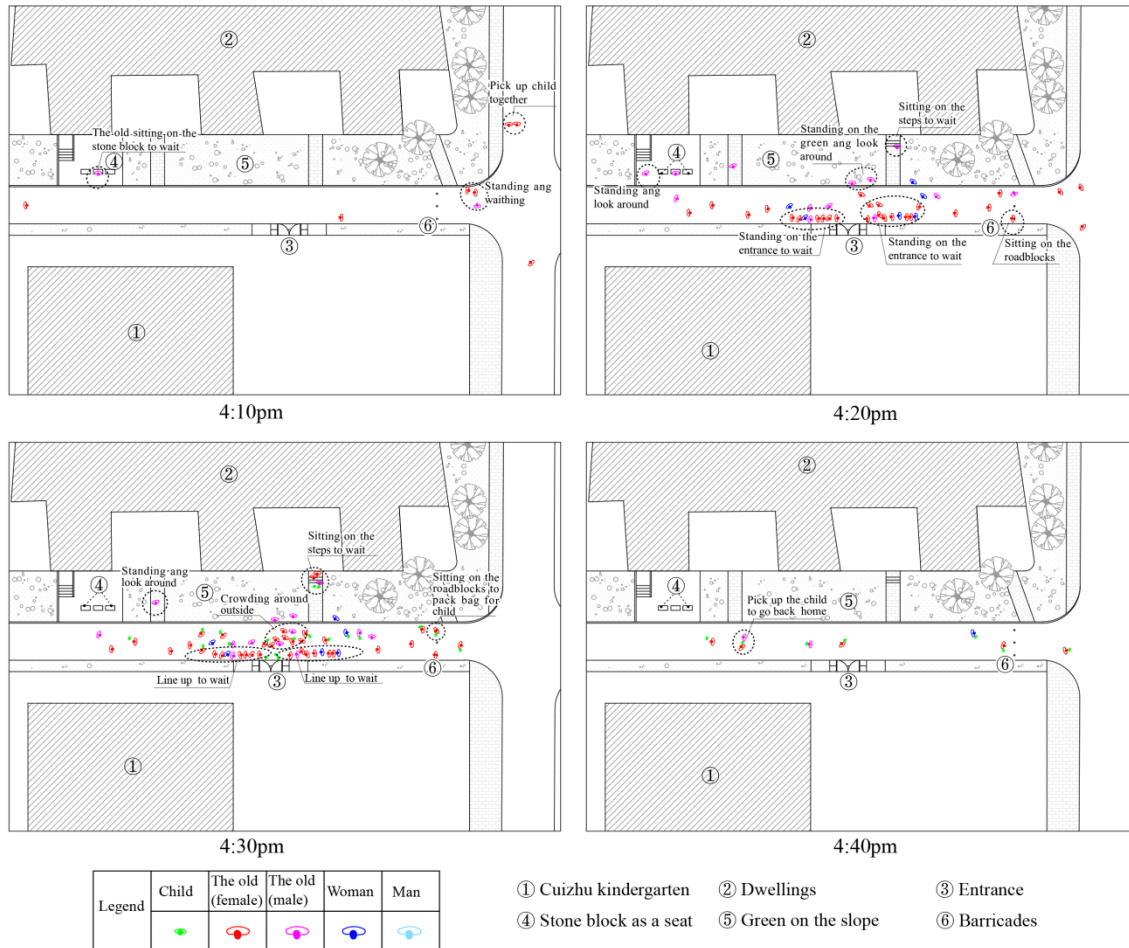 ②
Pick up child
together
The old sitting on the
stone block to wait
④
⑤
Standing ang
waithing
⑥
③
①
4:10pm
②
Sitting on the
steps to wait
Standing on the
green ang look
around
④
⑤
Standing ang
look around
⑥
Standing on the
entrance to wait
③
Standing on the
entrance to wait
Sitting on the
roadblocks
①
4:20pm
②
Sitting on the
steps to wait
Standing ang
look around
④
⑤
Crowding around
outside
Sitting on the
roadblocks to
pack bag for
child
Line up to wait
③
Line up to wait
⑥
①
4:30pm
②
④
⑤
Pick up the child
to go back home
③
⑥
①
4:40pm
Legend
Child
The old
(female)
The old
(male)
Woman
Man
① Cuizhu kindergarten
② Dwellings
③ Entrance
④ Stone block as a seat
⑤ Green on the slope
⑥ Barricades